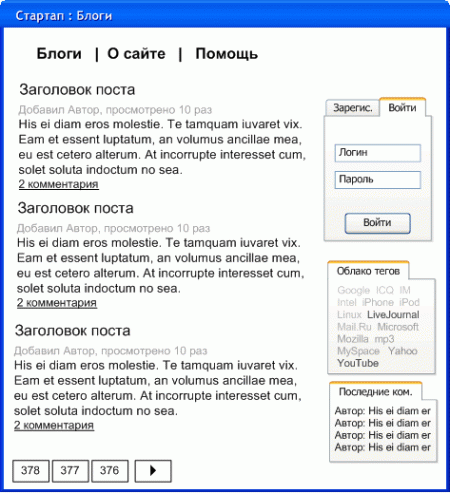 Стартап : Блоги
Блоги | О сайте | Помощь
Заголовок поста
Добавил Автор, просмотрено 10 раз
His ei diam eros molestie. Te tamquam iuvaret vix.
Eam et essent luptatum, an volumus ancillae mea,
eu est cetero alterum. At incorrupte interesset cum,
solet soluta indoctum no sea.
2 комментария
Заголовок поста
Добавил Автор, просмотрено 10 раз
His ei diam eros molestie. Te tamquam iuvaret vix.
Eam et essent luptatum, an volumus ancillae mea,
eu est cetero alterum. At incorrupte interesset cum,
solet soluta indoctum no sea.
2 комментария
Заголовок поста
Добавил Автор, просмотрено 10 раз
His ei diam eros molestie. Te tamquam iuvaret vix.
Eam et essent luptatum, an volumus ancillae mea,
eu est cetero alterum. At incorrupte interesset cum,
solet soluta indoctum no sea.
2 комментария
378 377 376
Зарегис. Войти
Логин
Пароль
Войти
Облако тегов
Google ICQ IM
Intel iPhone iPod
Linux LiveJournal
Mail.Ru Microsoft
Mozilla mp3
MySpace Yahoo
YouTube
Последние ком.
Автор: His ei diam er
Автор: His ei diam er
Автор: His ei diam er
Автор: His ei diam er